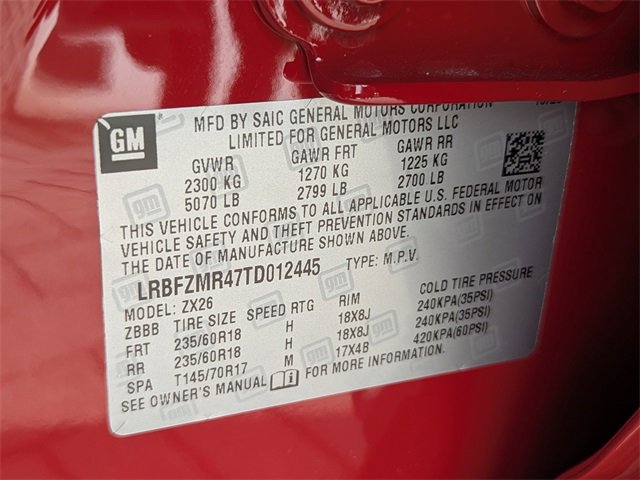 GM
MFD BY SAIC GENERAL MOTORS CORPORATION
LIMITED FOR GENERAL MOTORS LLC
GVWR GAWR FRT GAWR RR
2300 KG 1270 KG 1225 KG
5070 LB 2799 LB 2700 LB
THIS VEHICLE CONFORMS TO ALL APPLICABLE U.S. FEDERAL MOTOR
VEHICLE SAFETY AND THEFT PREVENTION STANDARDS IN EFFECT ON
THE DATE OF MANUFACTURE SHOWN ABOVE.
LRBFZMR47TD012445 TYPE: M.P.V.
MODEL: ZX26
ZBBB TIRE SIZE SPEED RTG RIM COLD TIRE PRESSURE
FRT 235/60R18 H 18X8J 240KPA(35PSI)
RR 235/60R18 H 18X8J 240KPA(35PSI)
SPA T145/70R17 M 17X4B 420KPA(60PSI)
SEE OWNER'S MANUAL FOR MORE INFORMATION.